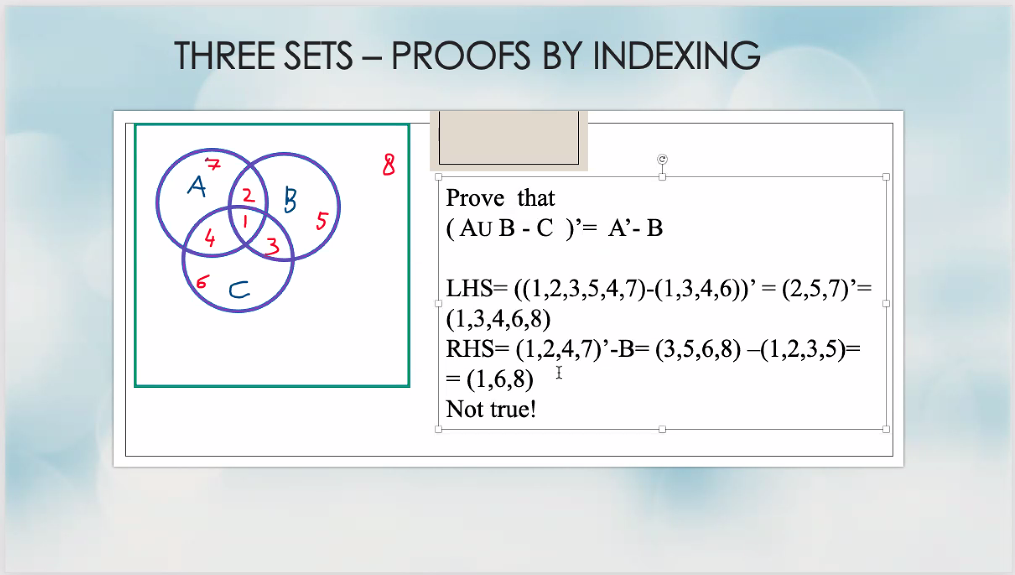 THREE SETS – PROOFS BY INDEXING
7
8
A
2
B
1
5
4
3
6
C
Prove that
( AU B - C )’= A’- B
LHS= ((1,2,3,5,4,7)-(1,3,4,6))’ = (2,5,7)’=
(1,3,4,6,8)
RHS= (1,2,4,7)’-B= (3,5,6,8) –(1,2,3,5)=
= (1,6,8)
Not true!